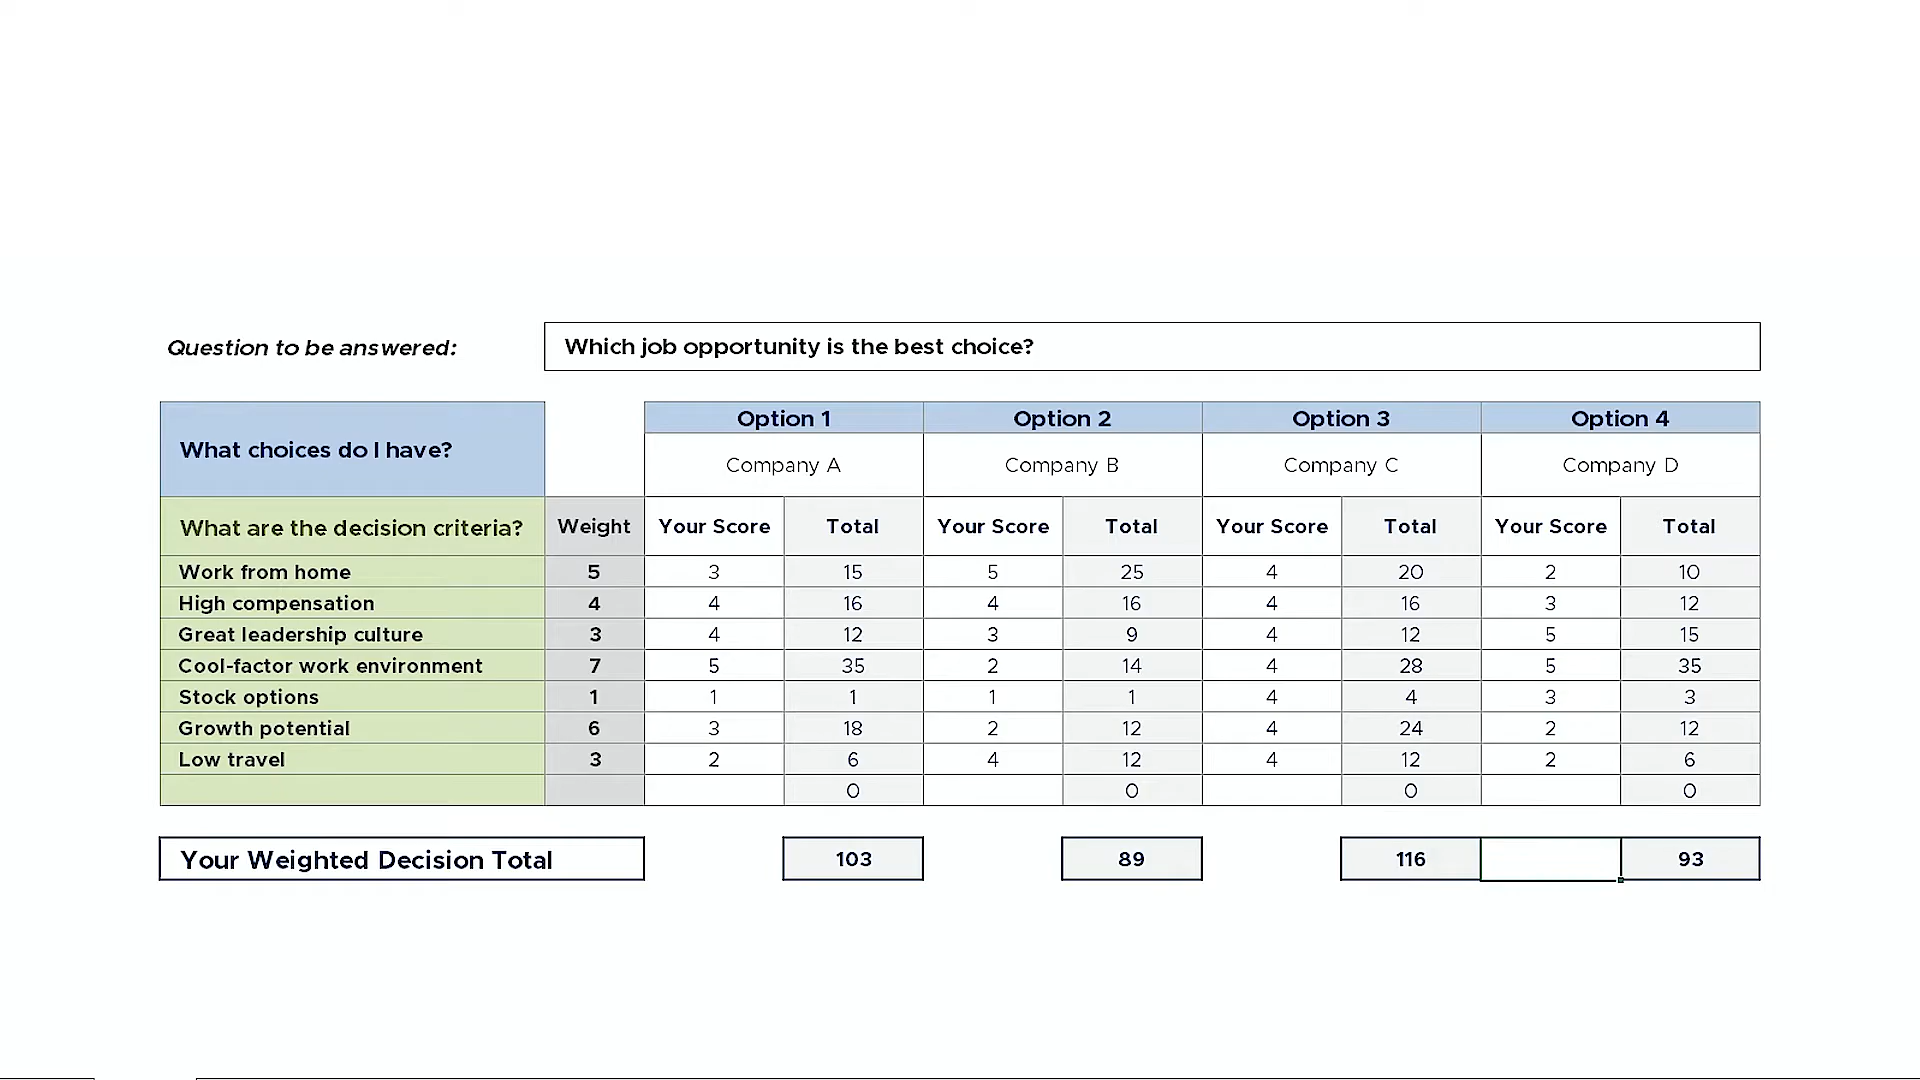 Question to be answered: Which job opportunity is the best choice?
What choices do I have? Option 1 Option 2 Option 3 Option 4
Company A Company B Company C Company D
What are the decision criteria? Weight Your Score Total Your Score Total Your Score Total Your Score Total
Work from home 5 3 15 5 25 4 20 2 10
High compensation 4 4 16 4 16 4 16 3 12
Great leadership culture 3 4 12 3 9 4 12 5 15
Cool-factor work environment 7 5 35 2 14 4 28 5 35
Stock options 1 1 1 1 1 4 4 3 3
Growth potential 6 3 18 2 12 4 24 2 12
Low travel 3 2 6 4 12 4 12 2 6
0 0 0 0
Your Weighted Decision Total 103 89 116 93